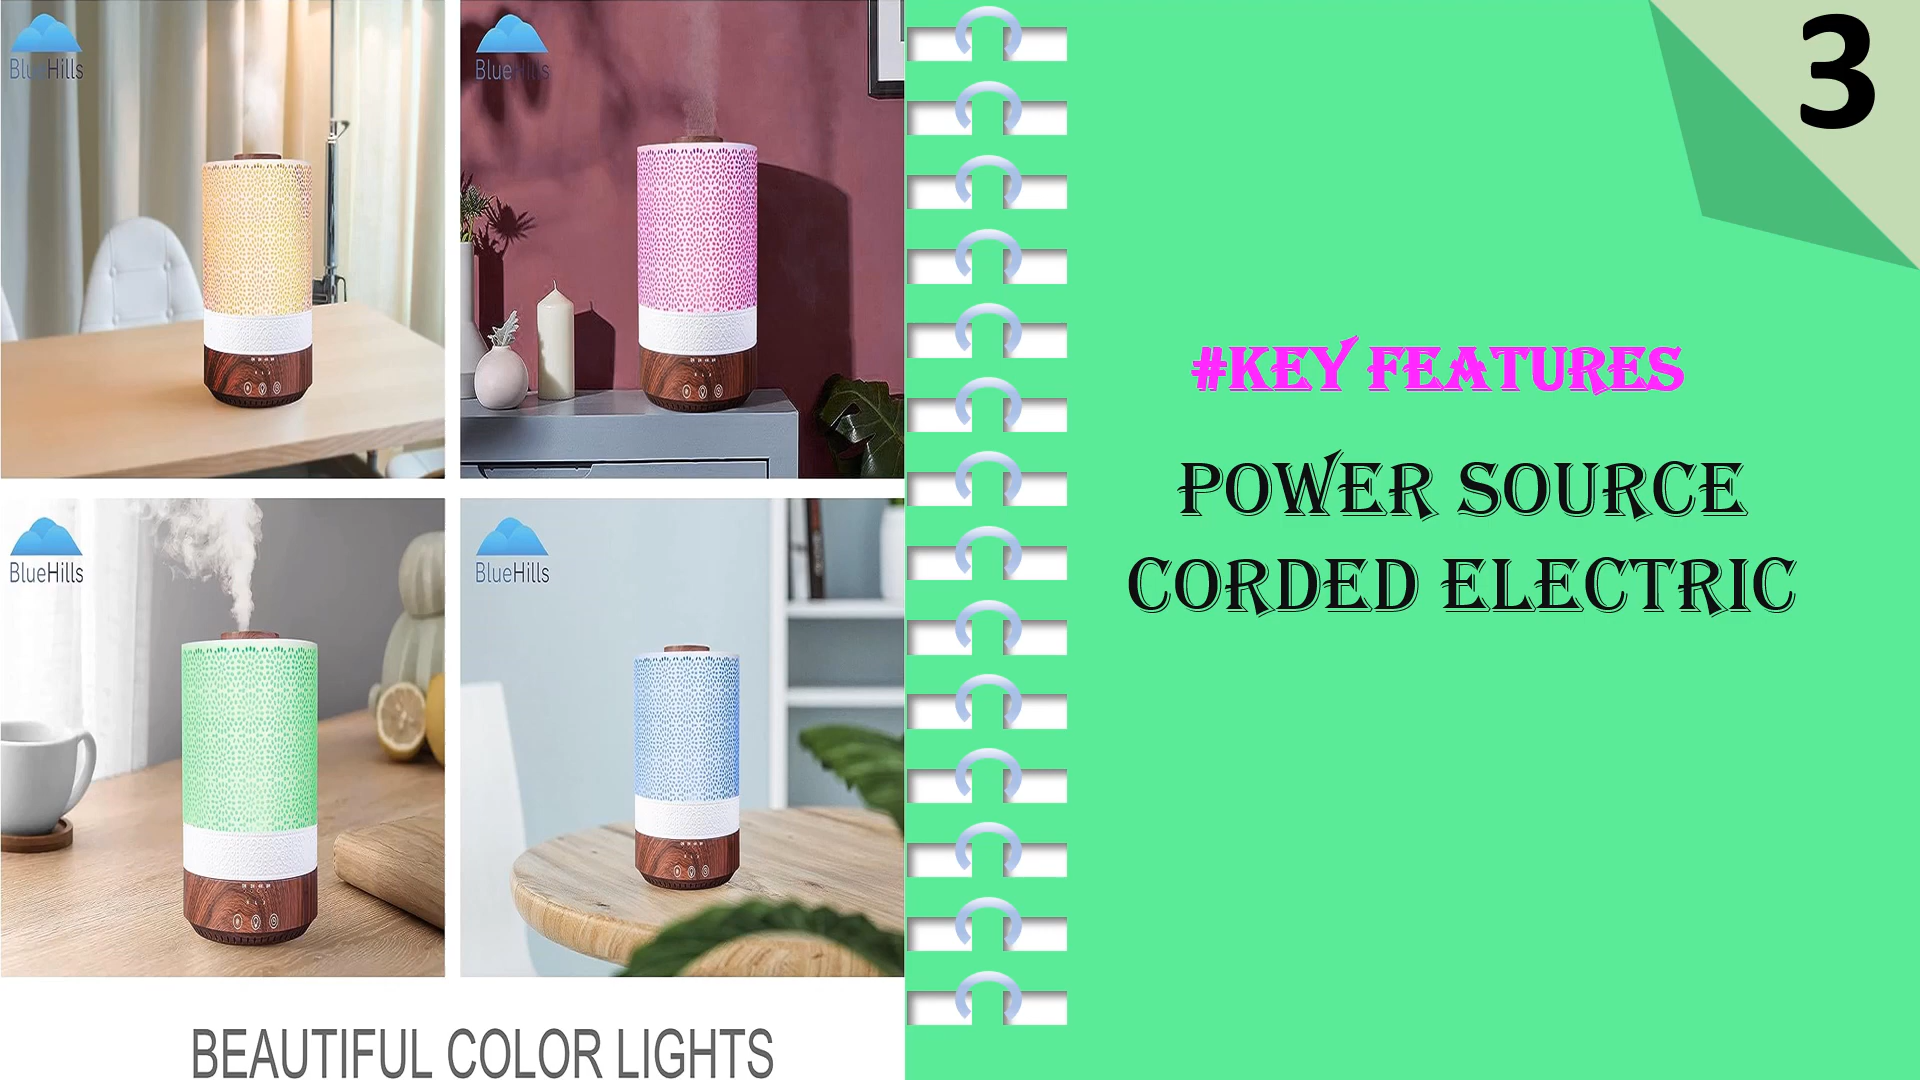 BlueHills
BlueHills
BlueHills
BlueHills
BEAUTIFUL COLOR LIGHTS
3
#KEY FEATURES
POWER SOURCE
CORDED ELECTRIC